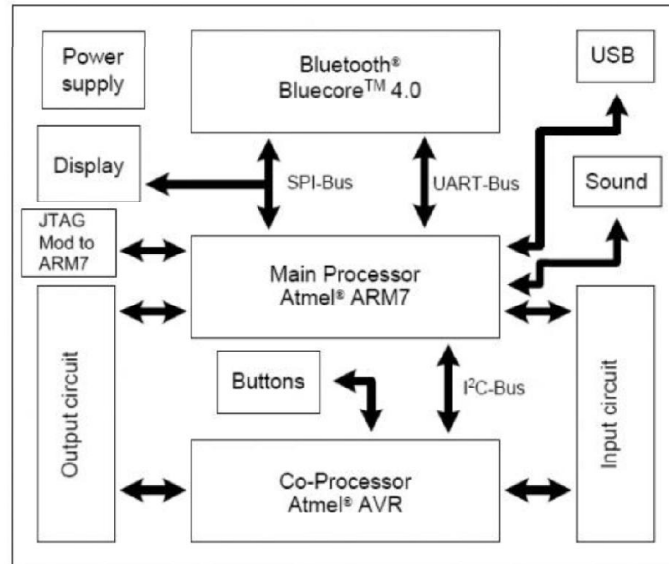 Power
supply
Bluetooth®
Bluecore™ 4.0
USB
Display
SPI-Bus
UART-Bus
Sound
JTAG
Mod to
ARM7
Main Processor
Atmel® ARM7
Output circuit
Buttons
I²C-Bus
Input circuit
Co-Processor
Atmel® AVR